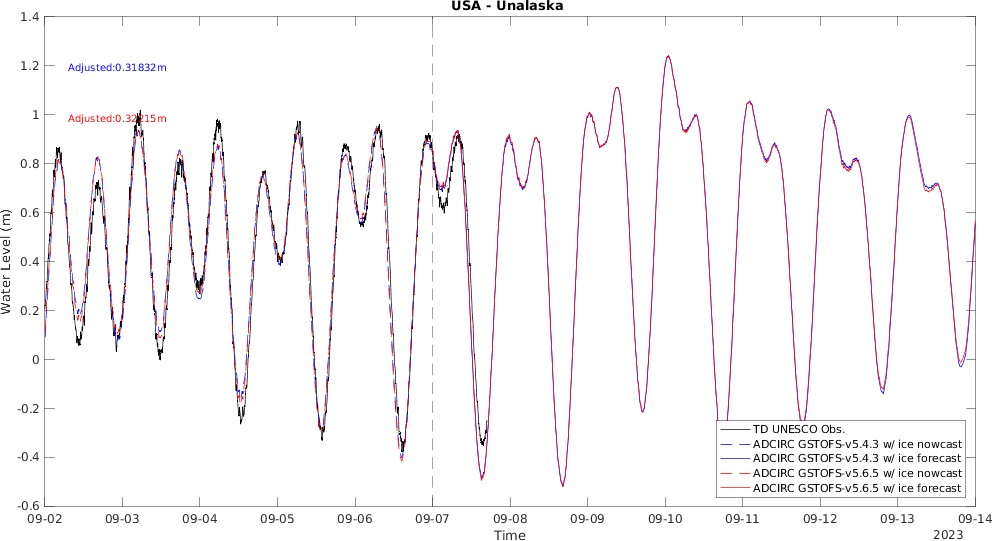 USA - Unalaska
1.4
1.2
1
0.8
0.6
0.4
0.2
0
-0.2
-0.4
-0.6
Water Level (m)
Adjusted:0.31832m
Adjusted:0.32215m
TD UNESCO Obs.
ADCIRC GSTOFS-v5.4.3 w/ ice nowcast
ADCIRC GSTOFS-v5.4.3 w/ ice forecast
ADCIRC GSTOFS-v5.6.5 w/ ice nowcast
ADCIRC GSTOFS-v5.6.5 w/ ice forecast
09-02 09-03 09-04 09-05 09-06 09-07 09-08 09-09 09-10 09-11 09-12 09-13 09-14
Time
2023